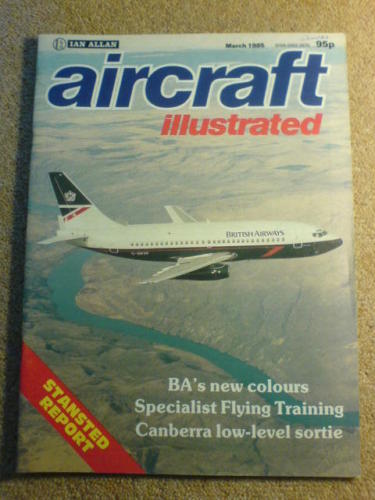 IAN ALLAN
March 1985
95p
aircraft
illustrated
BRITISH AIRWAYS
BA's new colours
Specialist Flying Training
Canberra low-level sortie
STANSTED
REPORT